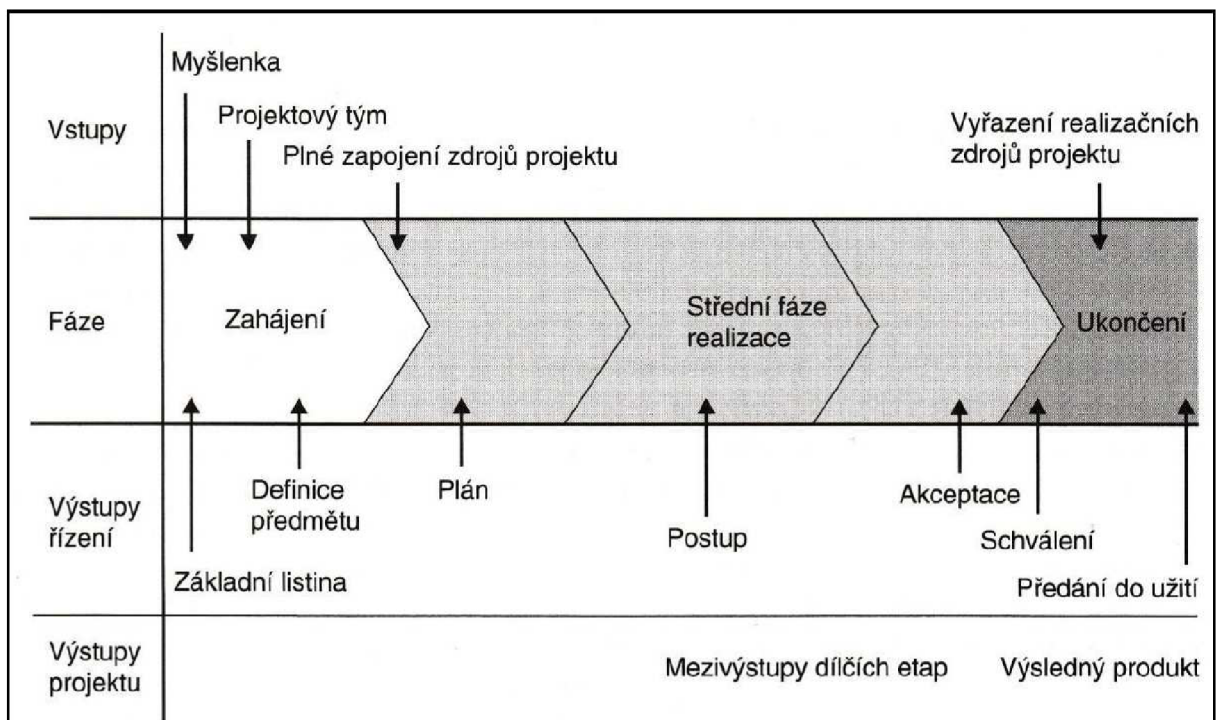 Myšlenka
Vstupy
Projektový tým
Plné zapojení zdrojů projektu
Vyřazení realizačních
zdrojů projektu
Fáze
Zahájení
Střední fáze
realizace
Ukončení
Výstupy
řízení
Definice
předmětu
Plán
Postup
Akceptace
Schválení
Základní listina
Předání do užití
Výstupy
projektu
Mezivýstupy dílčích etap
Výsledný produkt